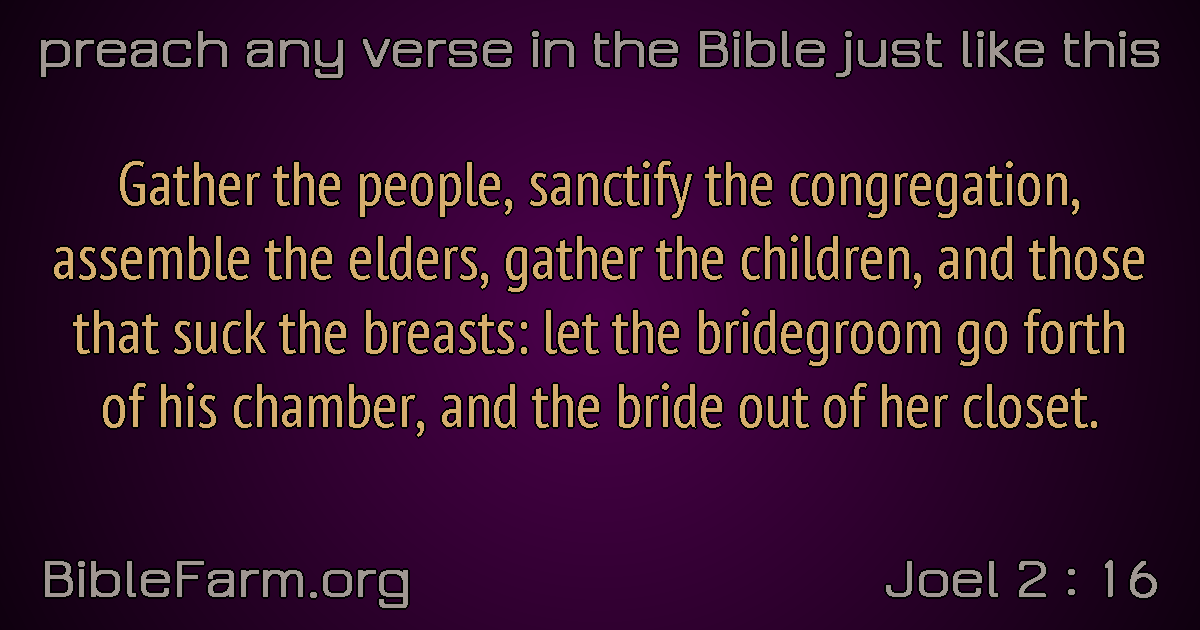 preach any verse in the Bible just like this
Gather the people, sanctify the congregation,
assemble the elders, gather the children, and those
that suck the breasts: let the bridegroom go forth
of his chamber, and the bride out of her closet.
BibleFarm.org
Joel 2 : 16